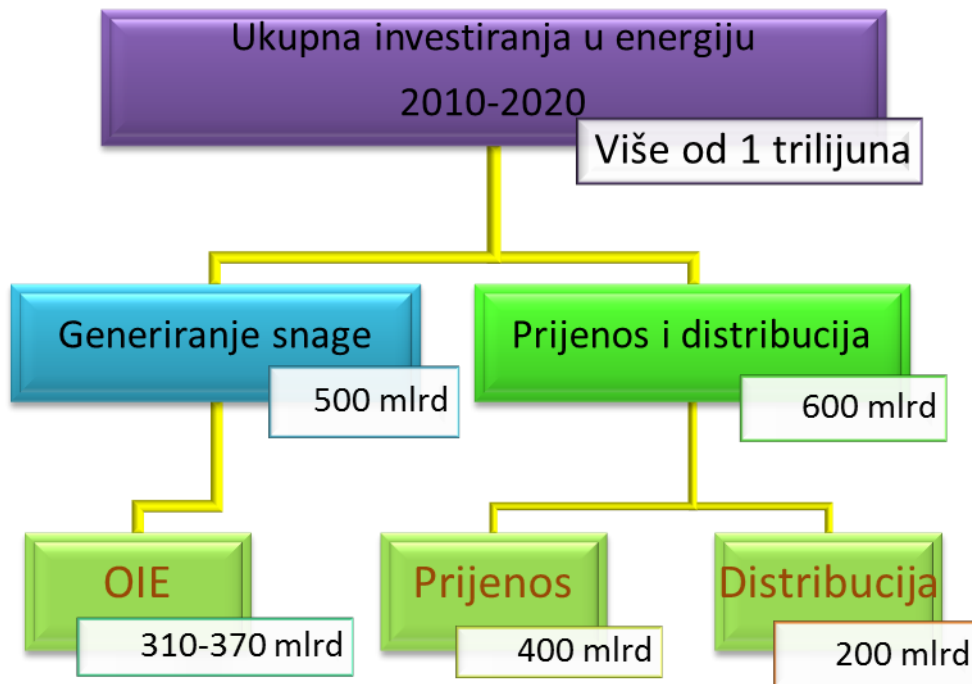 Ukupna investiranja u energiju
2010-2020
Više od 1 trilijuna
Generiranje snage
500 mlrd
Prijenos i distribucija
600 mlrd
OIE
310-370 mlrd
Prijenos
400 mlrd
Distribucija
200 mlrd